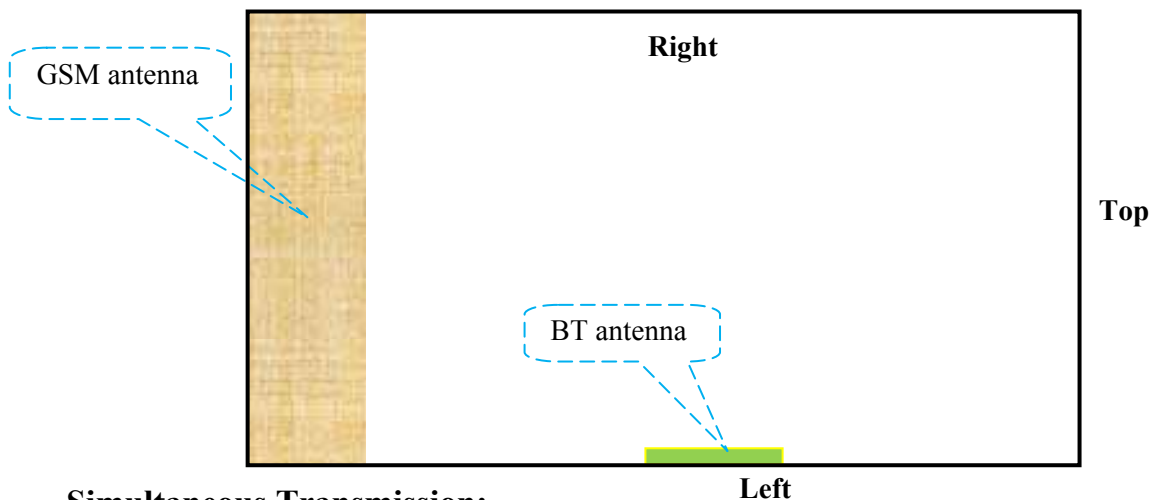 Right
GSM antenna
Top
BT antenna
Left
Simultaneous Transmission: